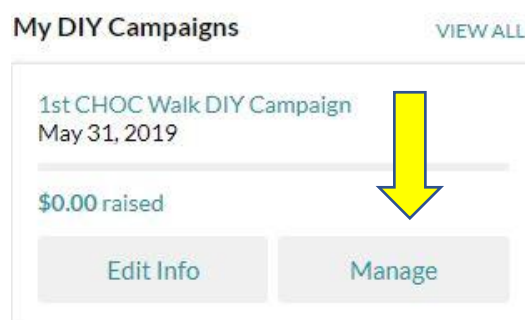 My DIY Campaigns VIEW ALL
1st CHOC Walk DIY Campaign
May 31, 2019
$0.00 raised
Edit Info Manage